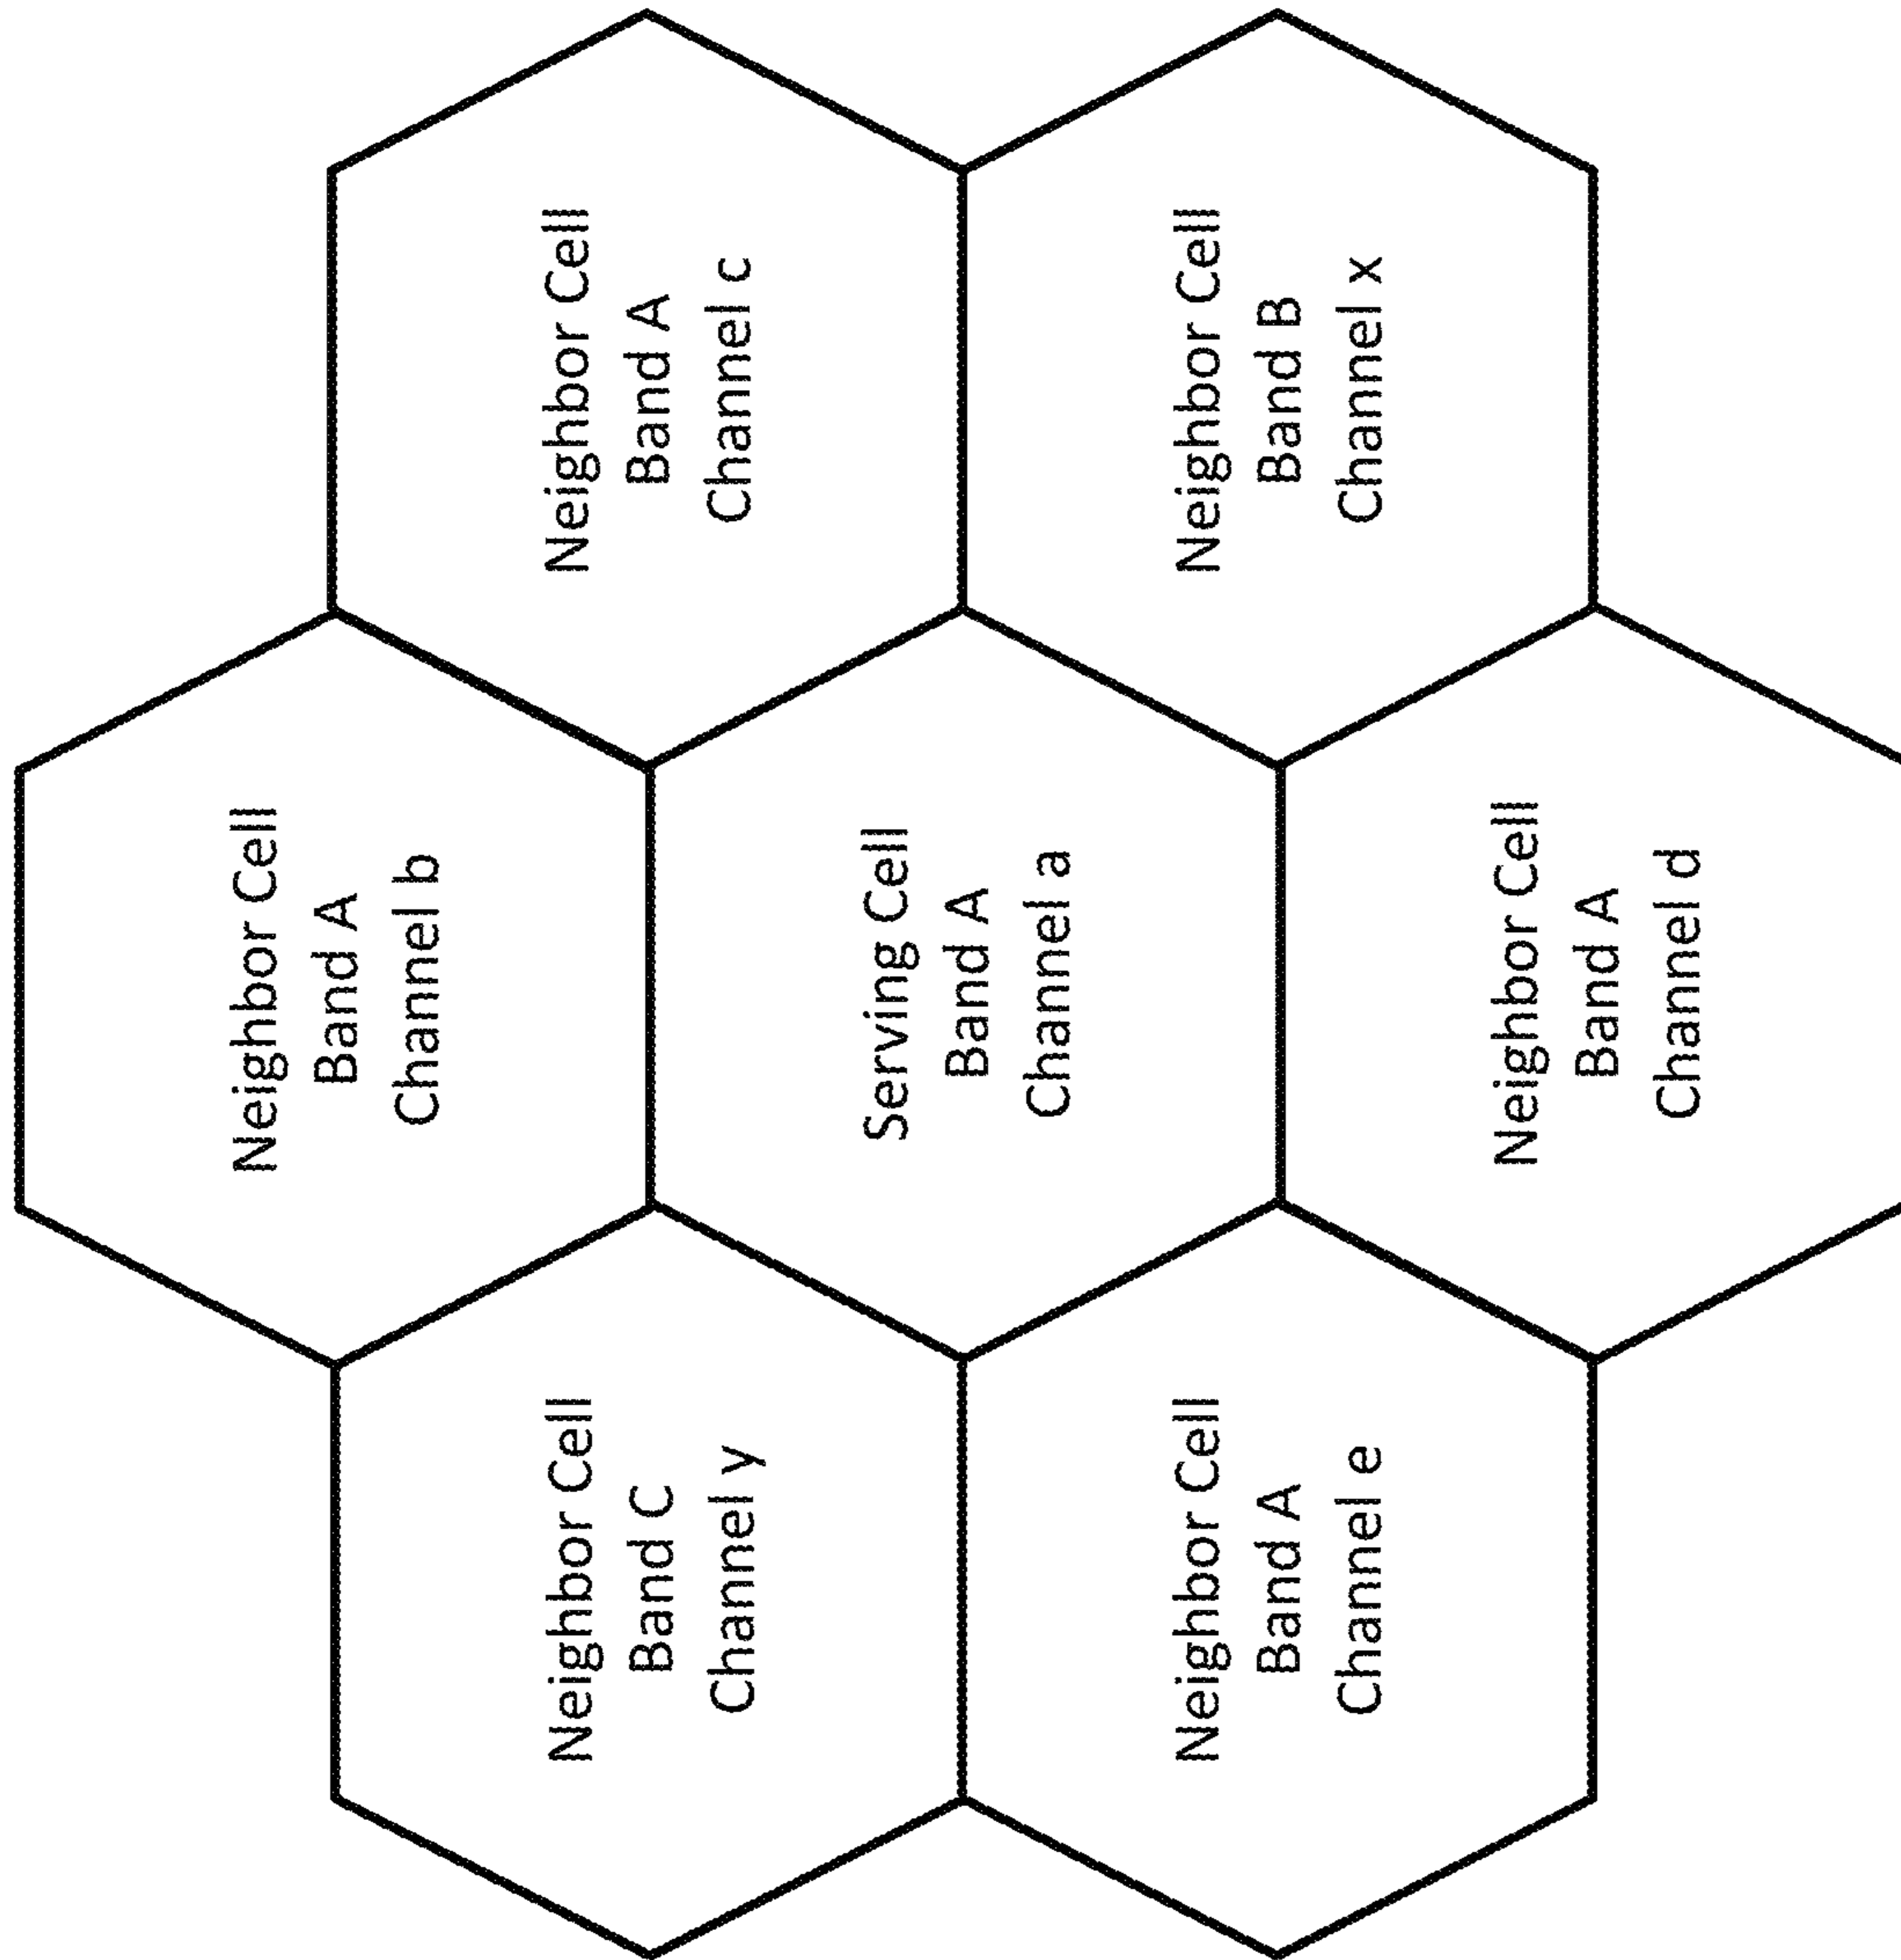 Neighbor Cell
Band A
Channel b
Neighbor Cell
Band C
Channel y
Neighbor Cell
Band A
Channel c
Serving Cell
Band A
Channel a
Neighbor Cell
Band A
Channel e
Neighbor Cell
Band B
Channel x
Neighbor Cell
Band A
Channel d